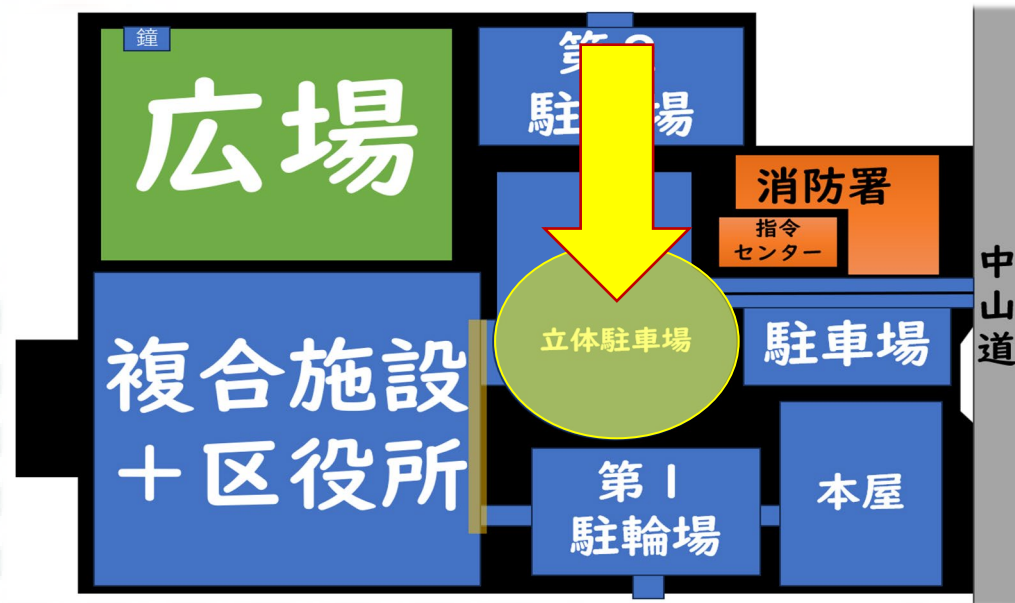 鐘
広場
第2
駐 場
消防署
指令
センター
中山道
立体駐車場
駐車場
複合施設
+区役所
第1
駐輪場
本屋